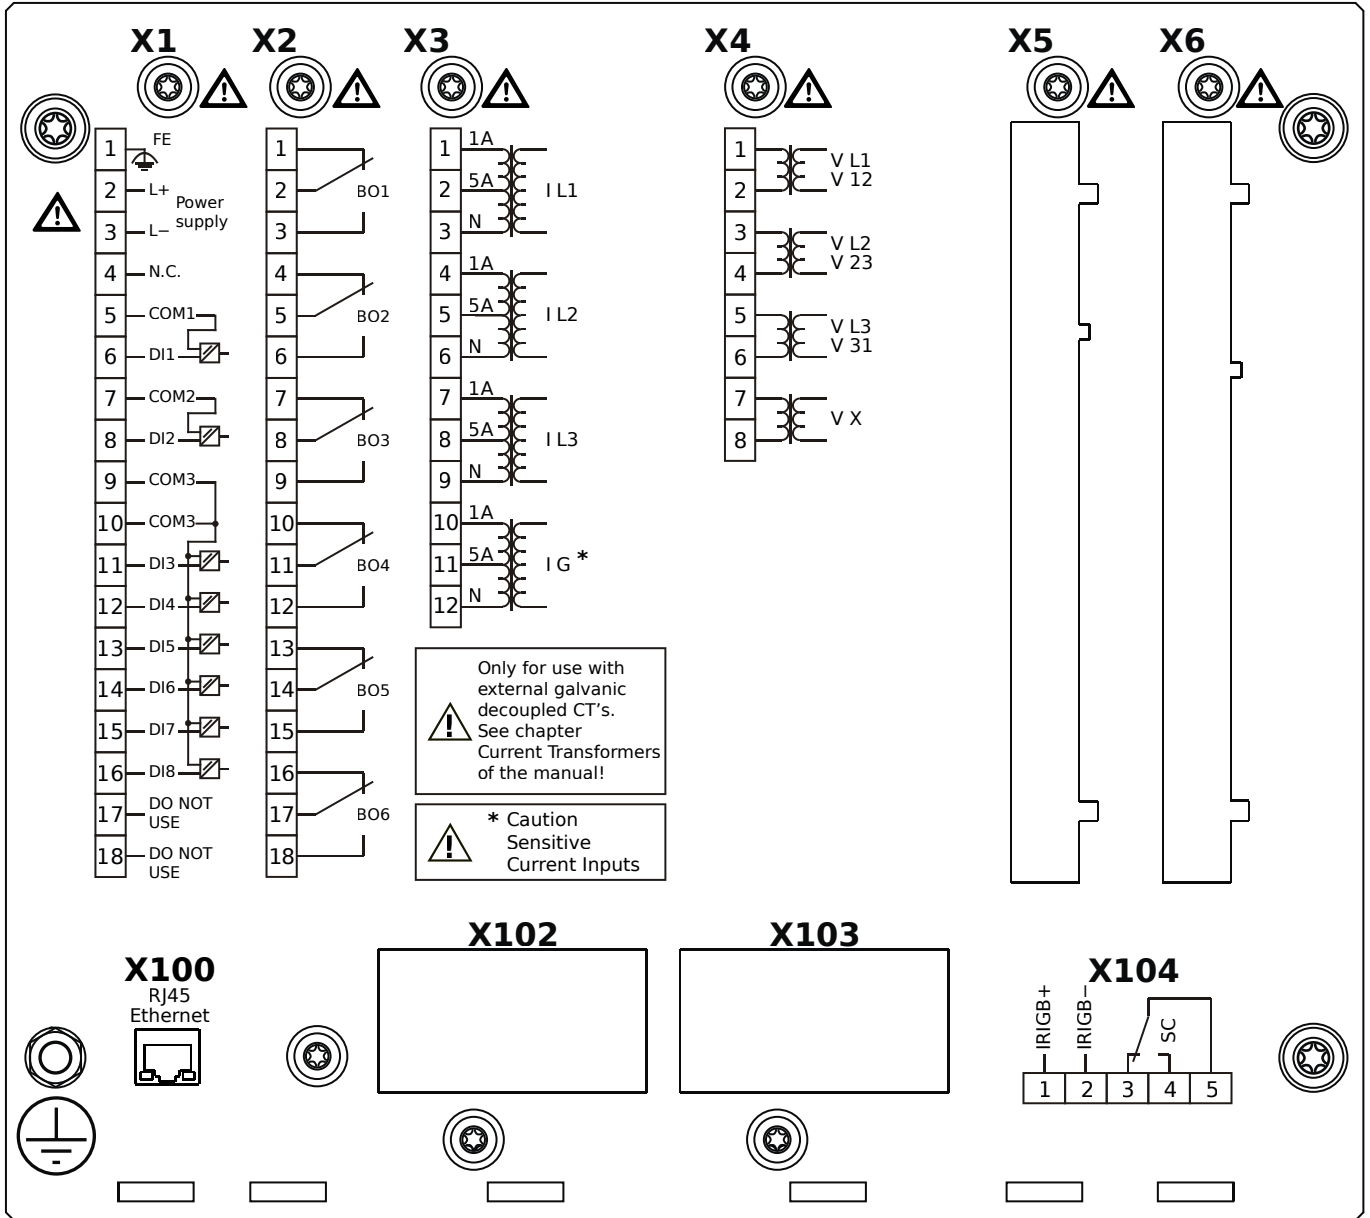 X1
X2
X3
X4
X5
X6
1
FE
2
L+
Power
supply
3
L−
4
N.C.
5
COM1
6
DI1
7
COM2
8
DI2
9
COM3
10
COM3
11
DI3
12
DI4
13
DI5
14
DI6
15
DI7
16
DI8
17
DO NOT
USE
18
DO NOT
USE
1
2
BO1
3
4
5
BO2
6
7
8
BO3
9
10
11
BO4
12
13
14
BO5
15
16
17
BO6
18
1
1A
2
5A
I L1
3
N
4
1A
5
5A
I L2
6
N
7
1A
8
5A
I L3
9
N
10
1A
11
5A
I G *
12
N
Only for use with
external galvanic
decoupled CT's.
See chapter
Current Transformers
of the manual!
* Caution
Sensitive
Current Inputs
1
2
V L1
V 12
3
4
V L2
V 23
5
6
V L3
V 31
7
8
V X
X100
RJ45
Ethernet
X102
X103
X104
IRIGB+
IRIGB−
SC
1
2
3
4
5